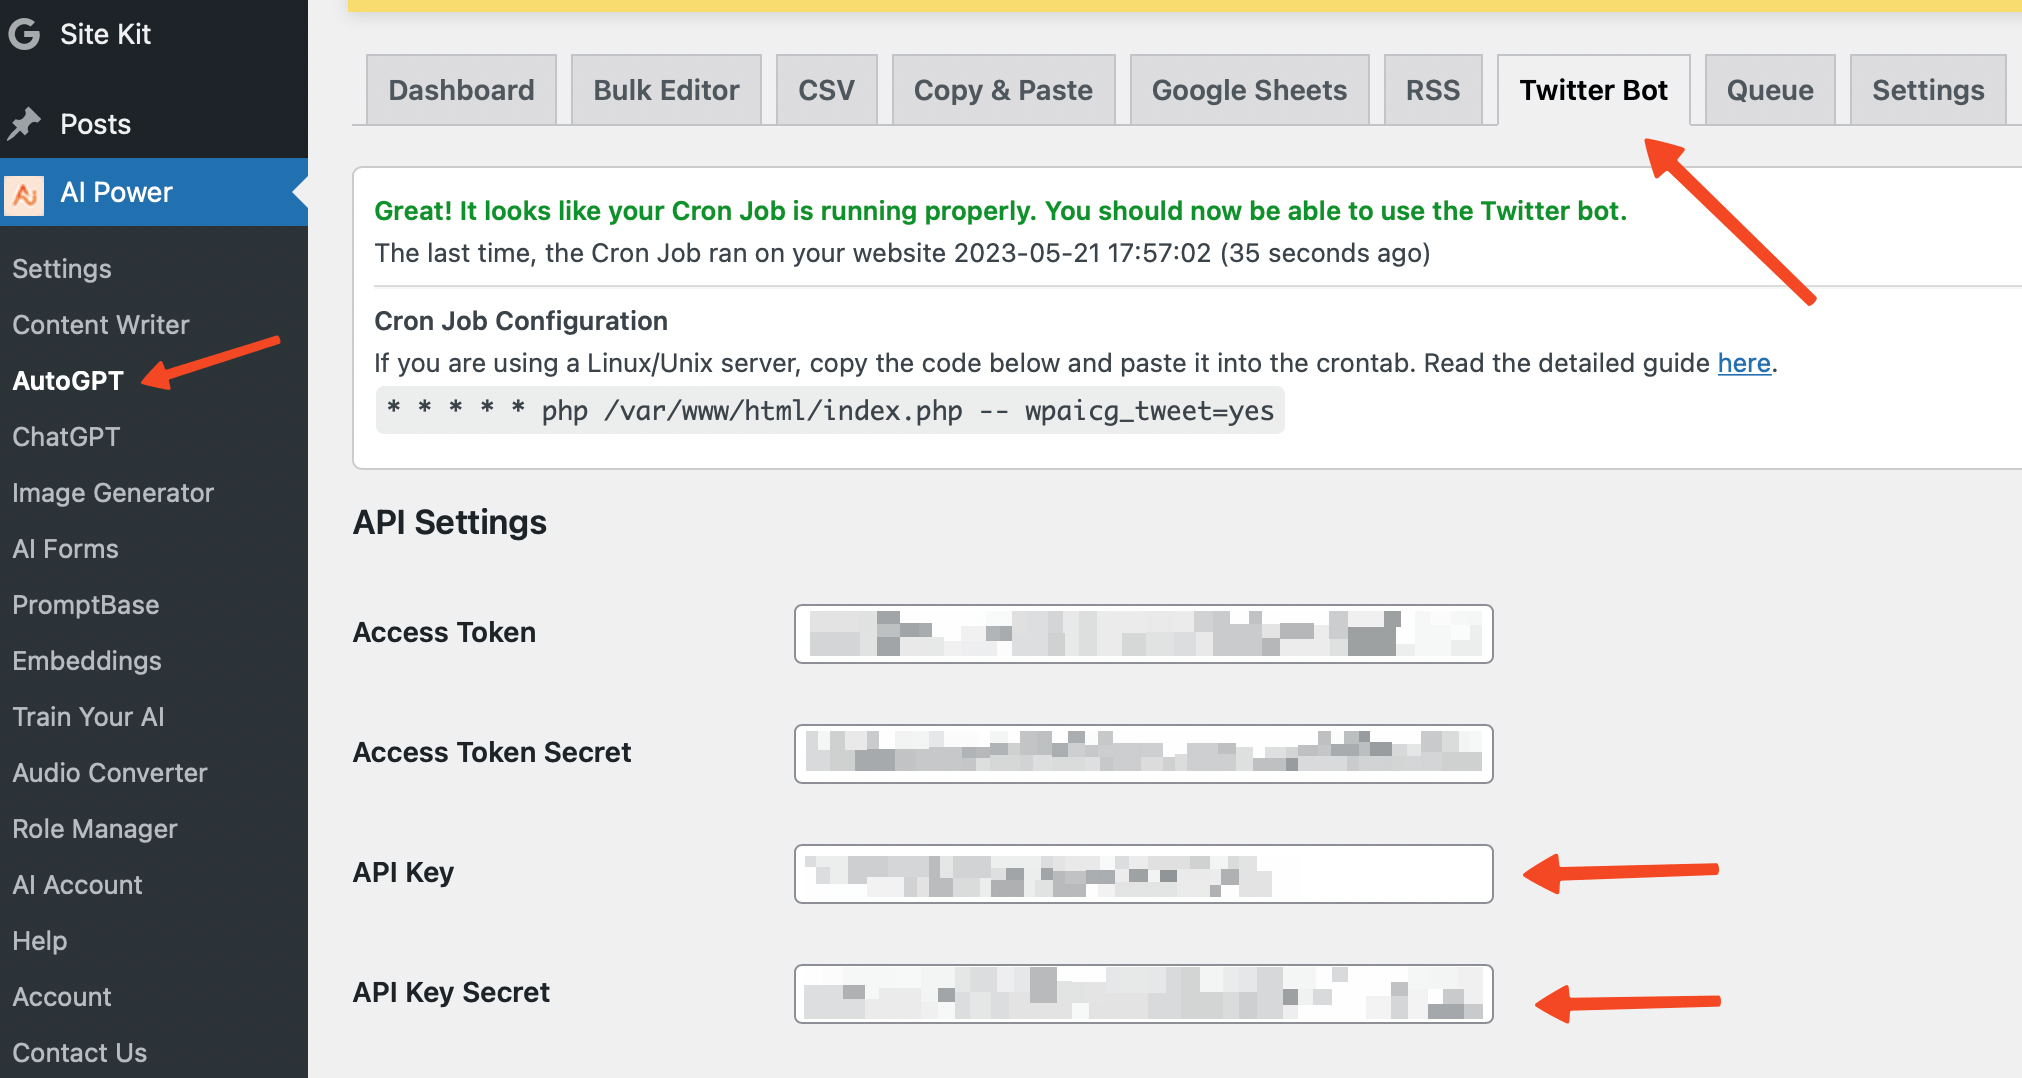 Site Kit
Posts
AI Power
Settings
Content Writer
AutoGPT
ChatGPT
Image Generator
AI Forms
PromptBase
Embeddings
Train Your AI
Audio Converter
Role Manager
AI Account
Help
Account
Contact Us
Dashboard
Bulk Editor
CSV
Copy & Paste
Google Sheets
RSS
Twitter Bot
Queue
Settings
Great! It looks like your Cron Job is running properly. You should now be able to use the Twitter bot.
The last time, the Cron Job ran on your website 2023-05-21 17:57:02 (35 seconds ago)
Cron Job Configuration
If you are using a Linux/Unix server, copy the code below and paste it into the crontab. Read the detailed guide here.
* * * * * php /var/www/html/index.php -- wpaicg_tweet=yes
API Settings
Access Token
Access Token Secret
API Key
API Key Secret